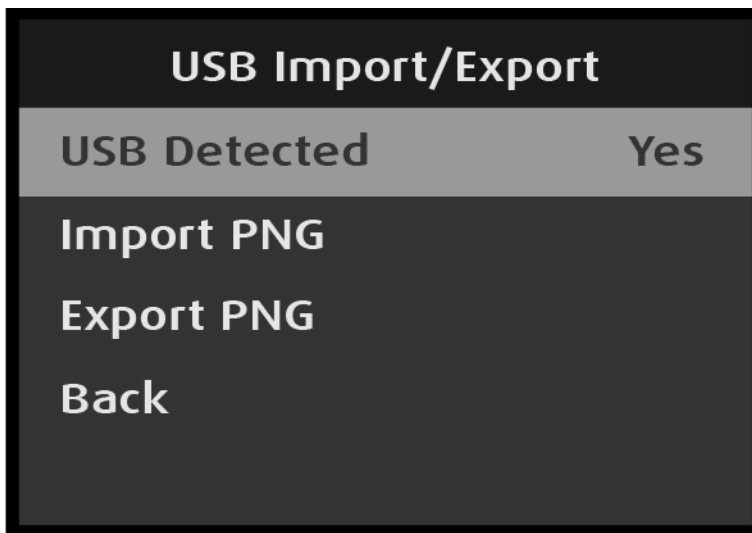 USB Import/Export
USB Detected Yes
Import PNG
Export PNG
Back